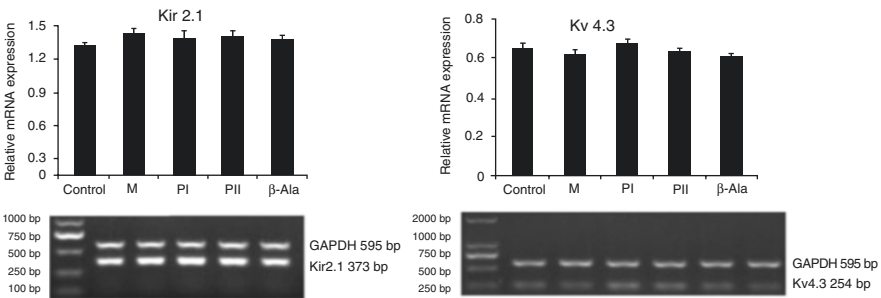 Kir 2.1
Relative mRNA expression
1.5
1.2
0.9
0.6
0.3
0
Control M PI PII β-Ala
1000 bp
750 bp
500 bp
250 bp
100 bp
GAPDH 595 bp
Kir2.1 373 bp
Kv 4.3
Relative mRNA expression
0.8
0.6
0.4
0.2
0
Control M PI PII β-Ala
2000 bp
1000 bp
750 bp
500 bp
250 bp
GAPDH 595 bp
Kv4.3 254 bp